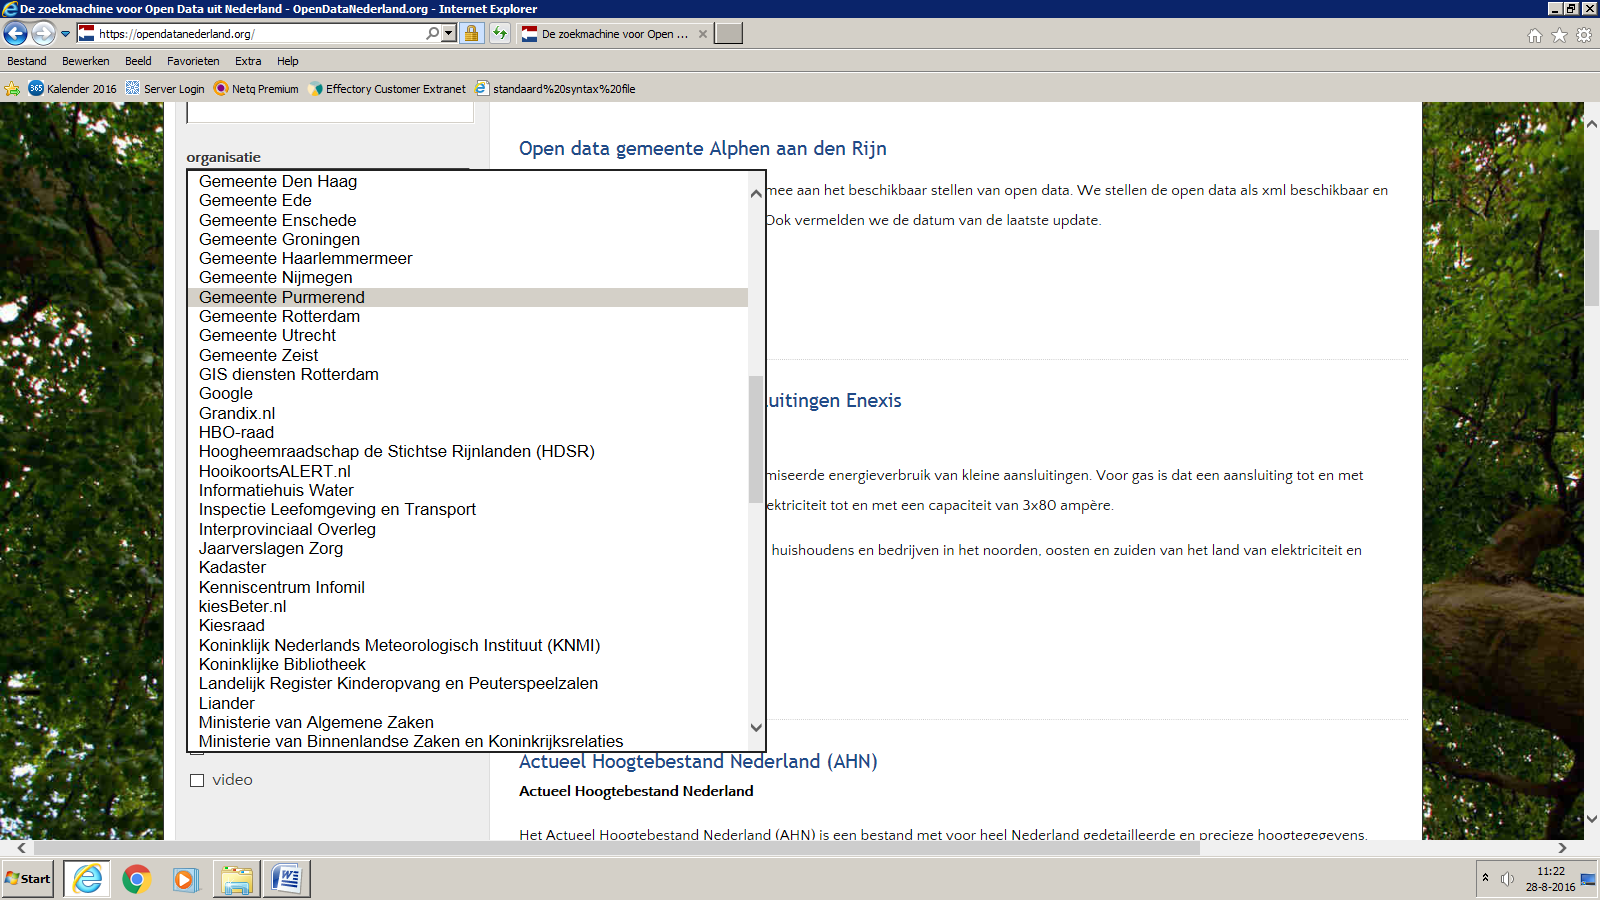 De zoekmachine voor Open Data uit Nederland - OpenDataNederland.org - Internet Explorer
https://opendatanederland.org/
De zoekmachine voor Open ...
Bestand Bewerken Beeld Favorieten Extra Help
Kalender 2016 Server Login Netq Premium Effectory Customer Extranet standaard%20syntax%20file
organisatie
Gemeente Den Haag
Gemeente Ede
Gemeente Enschede
Gemeente Groningen
Gemeente Haarlemmermeer
Gemeente Nijmegen
Gemeente Purmerend
Gemeente Rotterdam
Gemeente Utrecht
Gemeente Zeist
GIS diensten Rotterdam
Google
Grandix.nl
HBO-raad
Hoogheemraadschap de Stichtse Rijnlanden (HDSR)
HooikoortsALERT.nl
Informatiehuis Water
Inspectie Leefomgeving en Transport
Interprovinciaal Overleg
Jaarverslagen Zorg
Kadaster
Kenniscentrum Infomil
kiesBeter.nl
Kiesraad
Koninklijk Nederlands Meteorologisch Instituut (KNMI)
Koninklijke Bibliotheek
Landelijk Register Kinderopvang en Peuterspeelzalen
Liander
Ministerie van Algemene Zaken
Ministerie van Binnenlandse Zaken en Koninkrijksrelaties
video
Open data gemeente Alphen aan den Rijn
mee aan het beschikbaar stellen van open data. We stellen de open data als xml beschikbaar en
Ook vermelden we de datum van de laatste update.
luitingen Enexis
miseerde energieverbruik van kleine aansluitingen. Voor gas is dat een aansluiting tot en met
ektriciteit tot en met een capaciteit van 3x80 ampère.
huishoudens en bedrijven in het noorden, oosten en zuiden van het land van elektriciteit en
Actueel Hoogtebestand Nederland (AHN)
Actueel Hoogtebestand Nederland
Het Actueel Hoogtebestand Nederland (AHN) is een bestand met voor heel Nederland gedetailleerde en precieze hoogtegegevens.
Start
11:22
28-8-2016